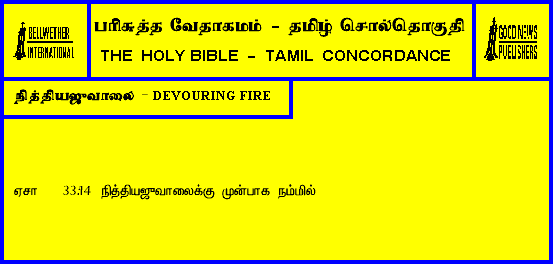 BELLWETHER
INTERNATIONAL
பரிசுத்த வேதாகமம் - தமிழ் சொல்தொகுதி
THE HOLY BIBLE - TAMIL CONCORDANCE
GOOD NEWS
PUBLISHERS
நித்தியஜுவாலை - DEVOURING FIRE
ஏசா 33:14 நித்தியஜுவாலைக்கு முன்பாக நம்மில்